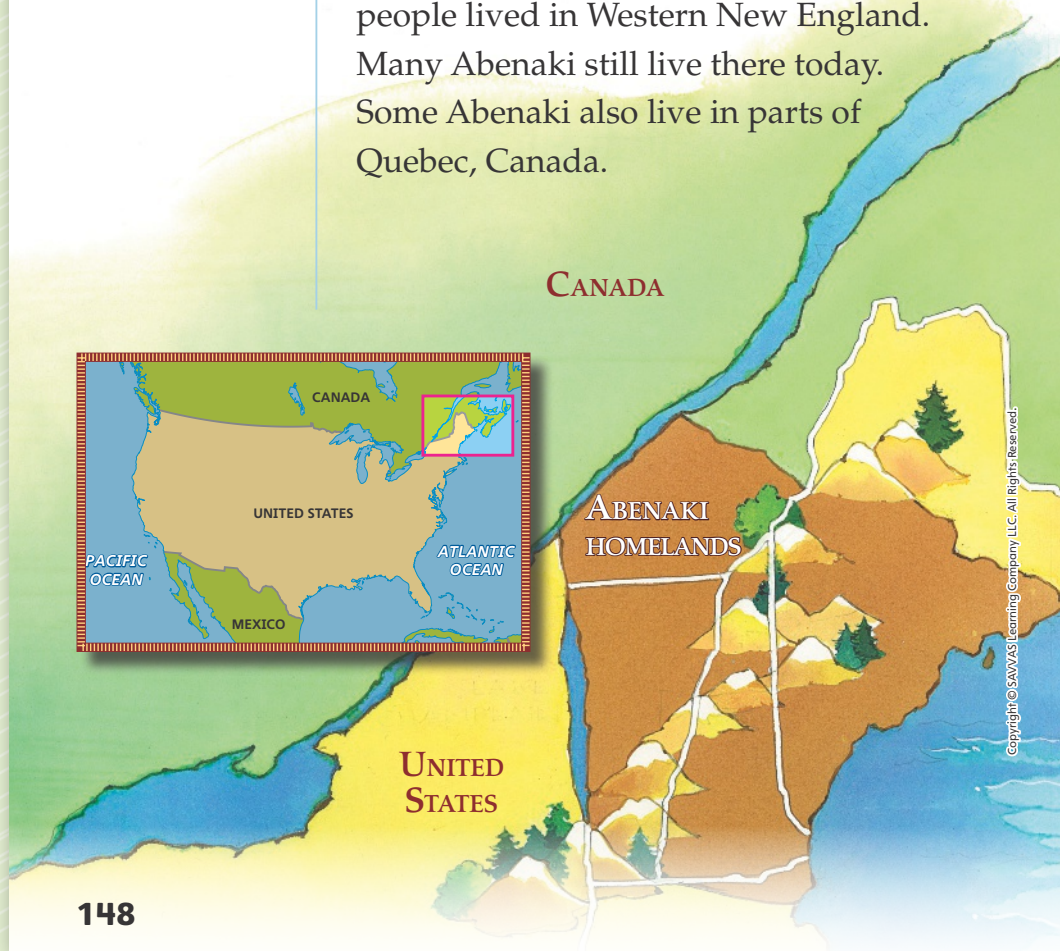 people lived in Western New England.
Many Abenaki still live there today.
Some Abenaki also live in parts of
Quebec, Canada.
CANADA
CANADA
UNITED STATES
PACIFIC
OCEAN
ATLANTIC
OCEAN
MEXICO
ABENAKI
HOMELANDS
UNITED
STATES
Copyright © SAVVAS Learning Company LLC. All Rights Reserved.
148